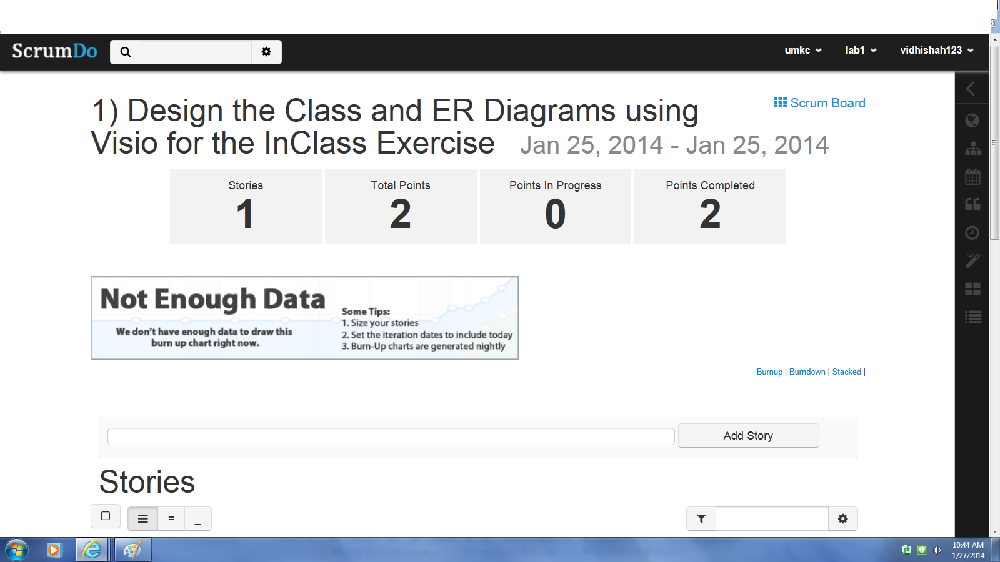 ScrumDo
umkc
lab1
vidhishah123
1) Design the Class and ER Diagrams using
Visio for the InClass Exercise Jan 25, 2014 - Jan 25, 2014
Scrum Board
Stories
1
Total Points
2
Points In Progress
0
Points Completed
2
Not Enough Data
We don't have enough data to draw this
burn up chart right now.
Some Tips:
1. Size your stories
2. Set the iteration dates to include today
3. Burn-Up charts are generated nightly
Burnup | Burndown | Stacked |
Add Story
Stories
10:44 AM
1/27/2014